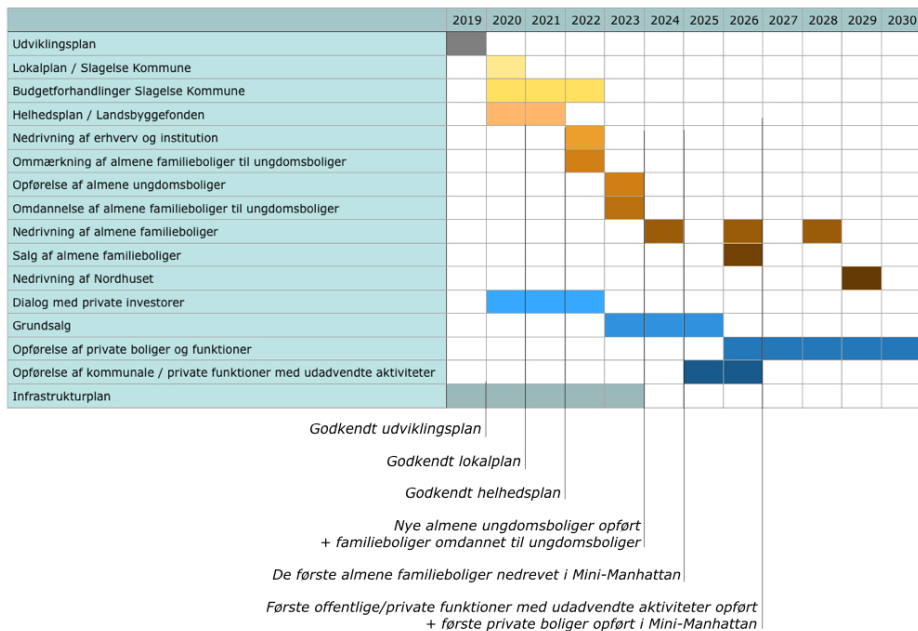 2019 2020 2021 2022 2023 2024 2025 2026 2027 2028 2029 2030
Udviklingsplan
Lokalplan / Slagelse Kommune
Budgetforhandlinger Slagelse Kommune
Helhedsplan / Landsbyggefonden
Nedrivning af erhverv og institution
Ommærkning af almene familieboliger til ungdomsboliger
Opførelse af almene ungdomsboliger
Omdannelse af almene familieboliger til ungdomsboliger
Nedrivning af almene familieboliger
Salg af almene familieboliger
Nedrivning af Nordhuset
Dialog med private investorer
Grundsalg
Opførelse af private boliger og funktioner
Opførelse af kommunale / private funktioner med udadvendte aktiviteter
Infrastrukturplan
Godkendt udviklingsplan
Godkendt lokalplan
Godkendt helhedsplan
Nye almene ungdomsboliger opført
+ familieboliger omdannet til ungdomsboliger
De første almene familieboliger nedrevet i Mini-Manhattan
Første offentlige/private funktioner med udadvendte aktiviteter opført
+ første private boliger opført i Mini-Manhattan